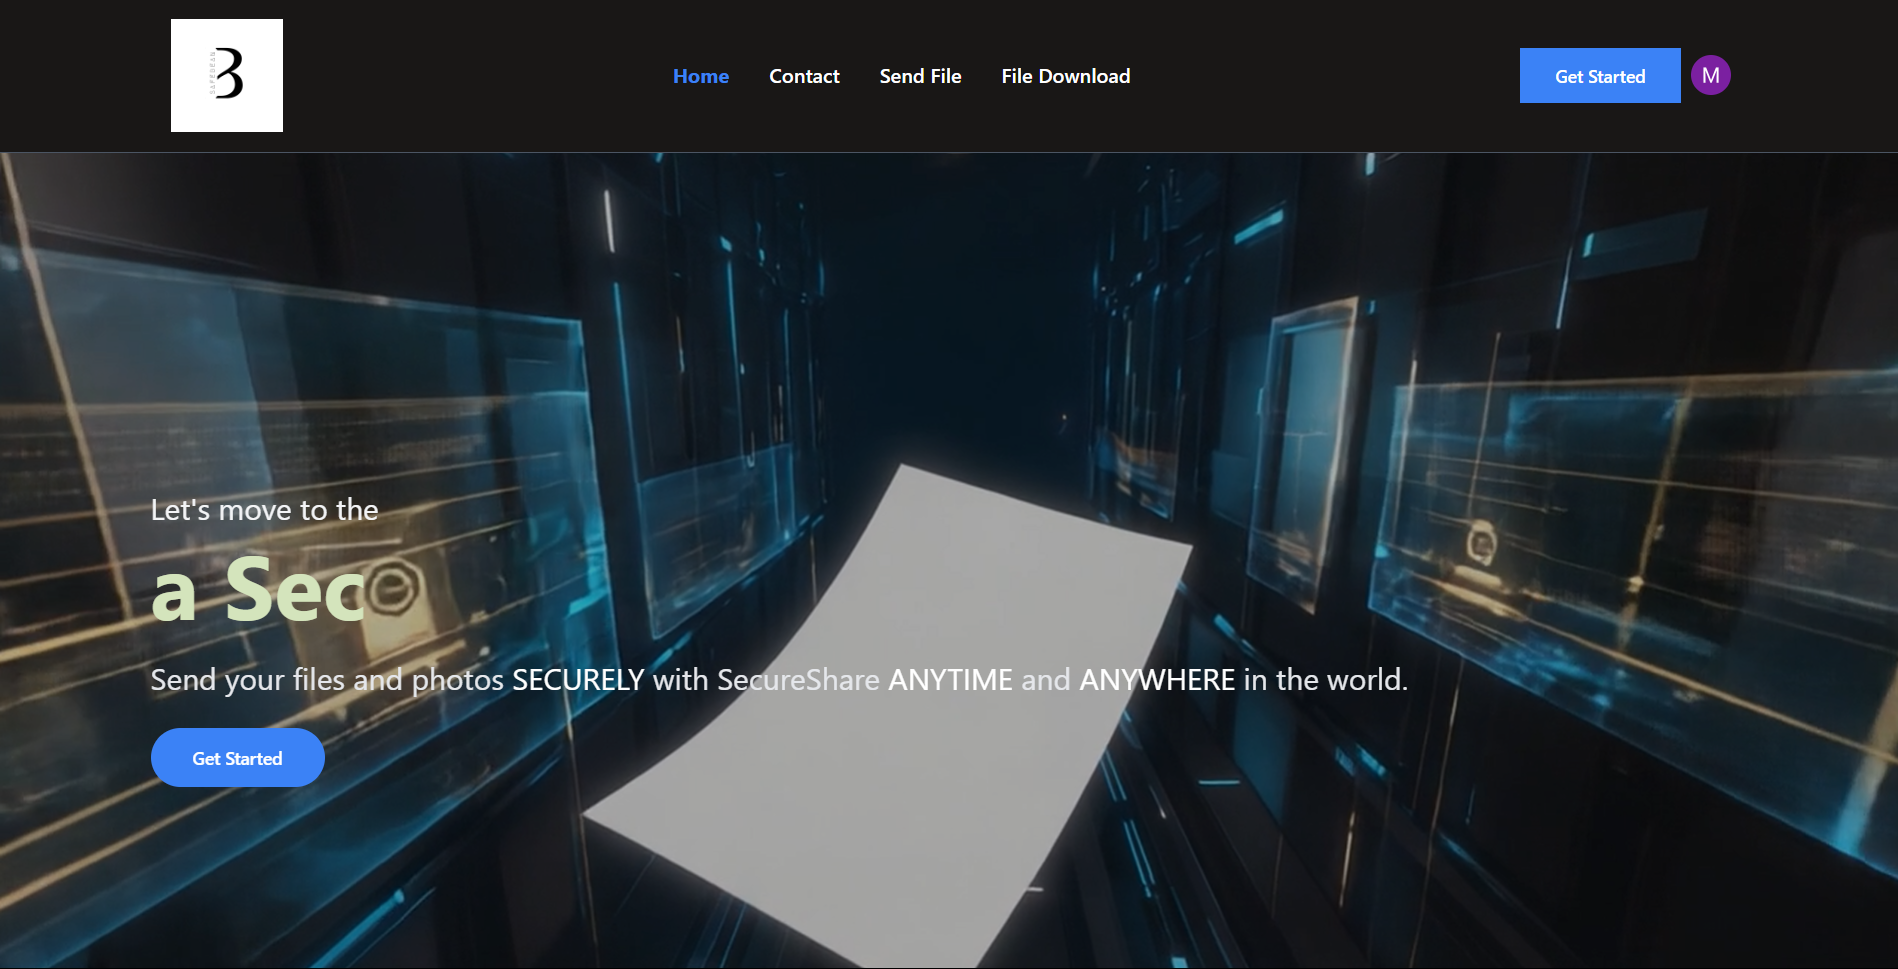 Home Contact Send File File Download
Get Started M
Let's move to the
a Sec
Send your files and photos SECURELY with SecureShare ANYTIME and ANYWHERE in the world.
Get Started